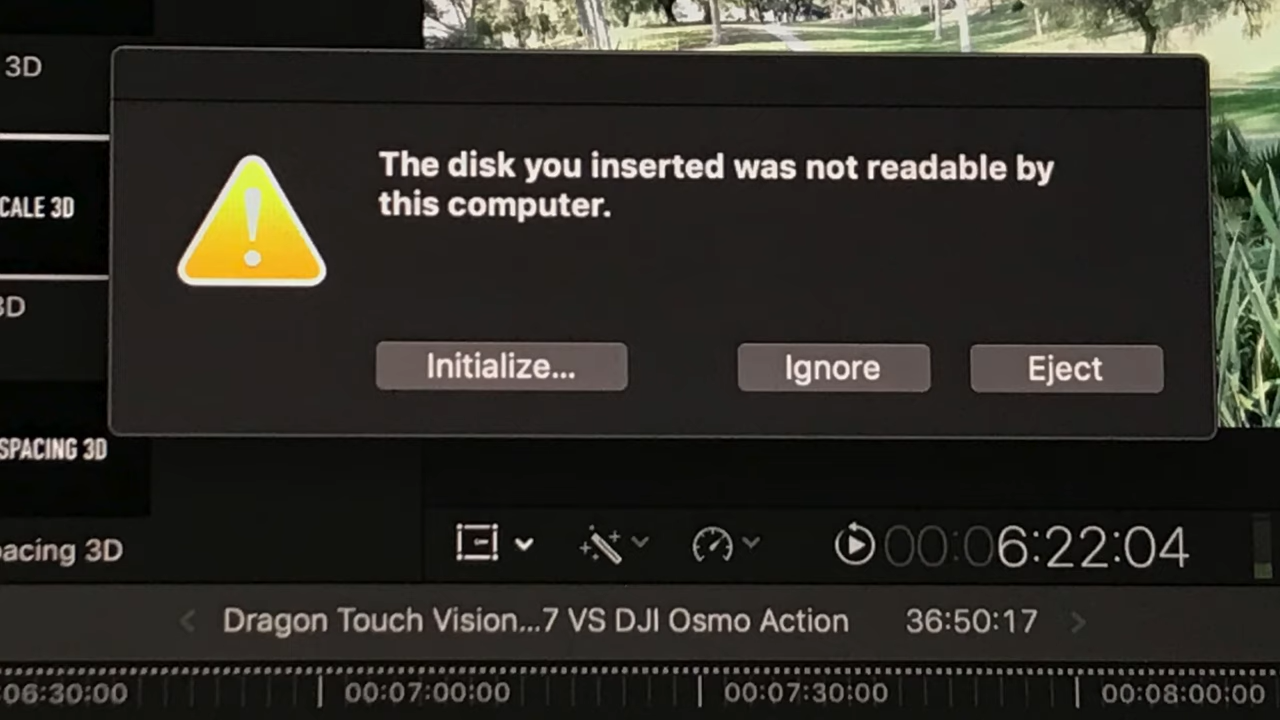 3D
The disk you inserted was not readable by
this computer.
CALE 3D
3D
Initialize...
Ignore
Eject
SPACING 3D
pacing 3D
00:06:22:04
Dragon Touch Vision...7 VS DJI Osmo Action
36:50:17
06:30:00
00:07:00:00
00:07:30:00
00:08:00:00